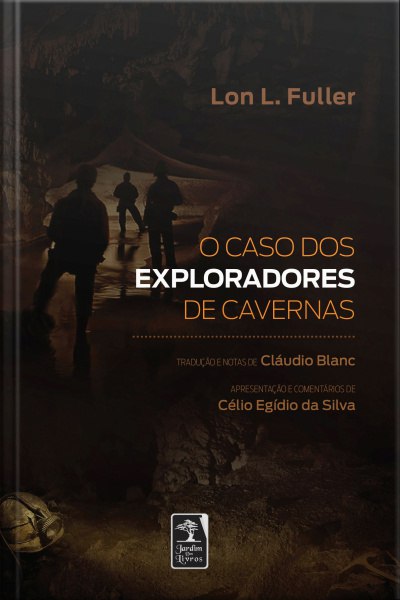 Lon L. Fuller
O CASO DOS
EXPLORADORES
DE CAVERNAS
TRADUÇÃO E NOTAS DE Cláudio Blanc
APRESENTAÇÃO E COMENTÁRIOS DE
Célio Egídio da Silva
Jardim
dos
Livros